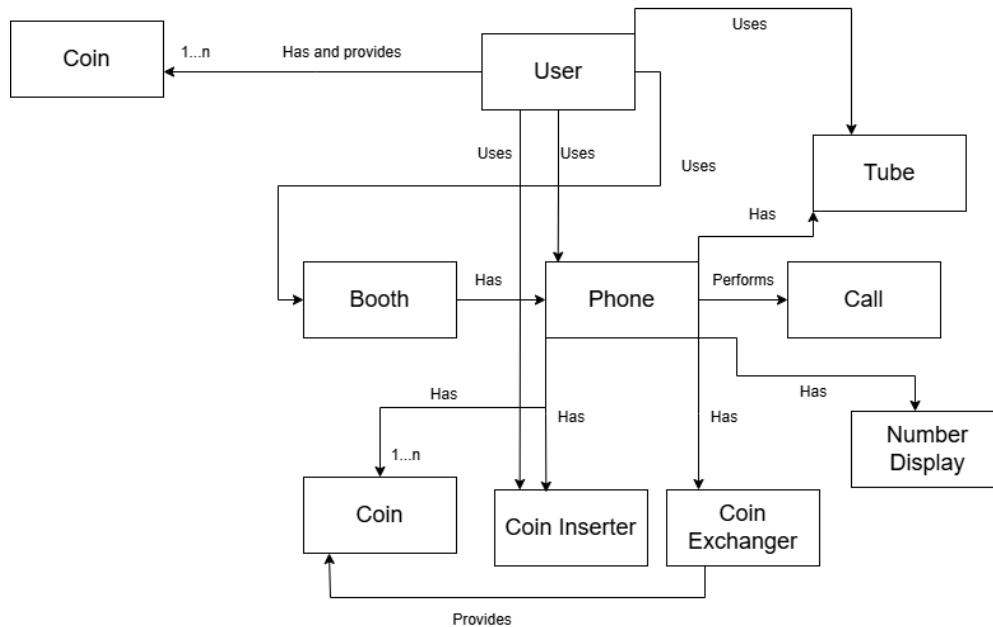 Uses
Coin
1...n
Has and provides
User
Uses
Uses
Uses
Tube
Has
Booth
Has
Phone
Performs
Call
Has
Has
Has
Has
1...n
Number
Display
Coin
Coin Inserter
Coin
Exchanger
Provides